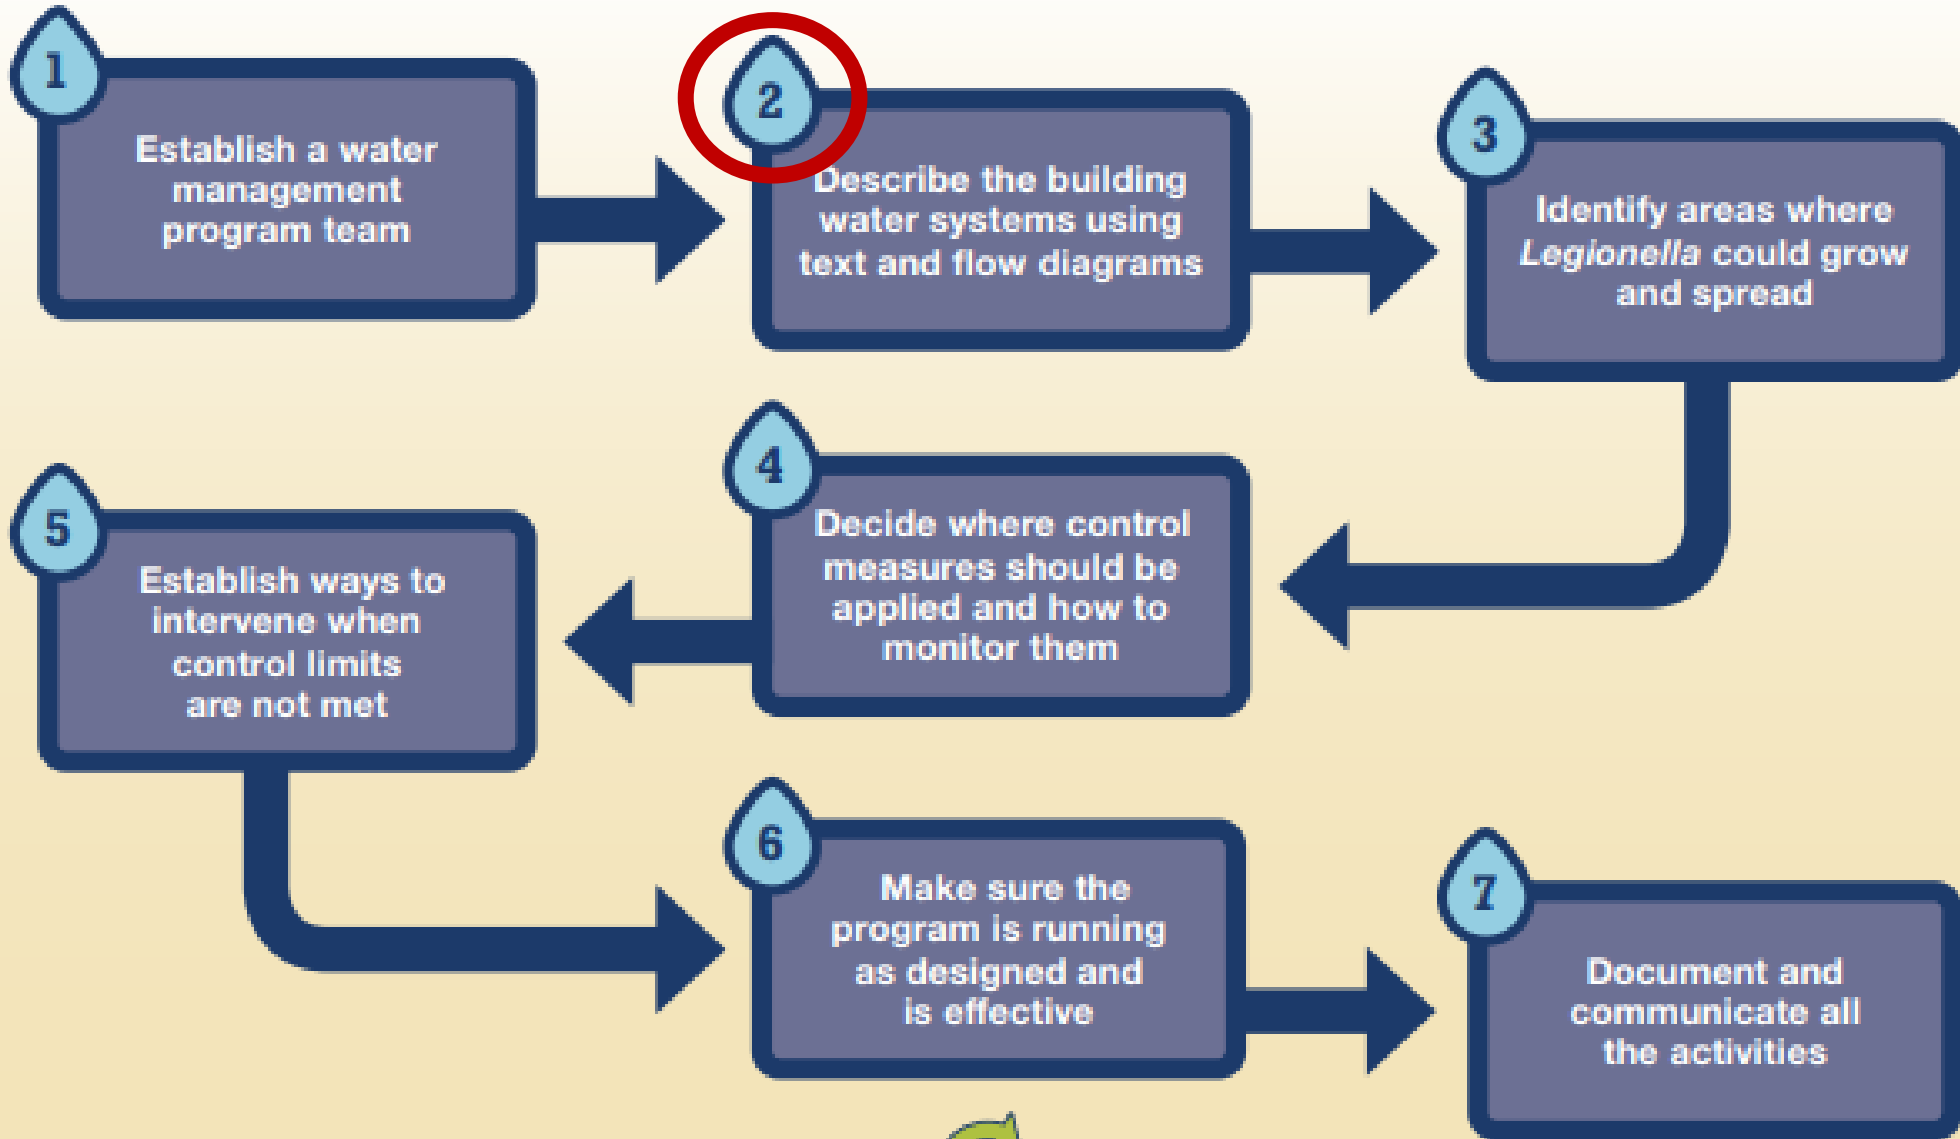 1
Establish a water
management
program team
2
Describe the building
water systems using
text and flow diagrams
3
Identify areas where
Legionella could grow
and spread
4
Decide where control
measures should be
applied and how to
monitor them
5
Establish ways to
intervene when
control limits
are not met
6
Make sure the
program is running
as designed and
is effective
7
Document and
communicate all
the activities